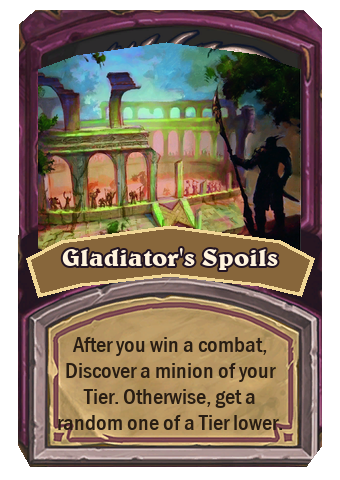 Gladiator's Spoils
After you win a combat,
Discover a minion of your
Tier. Otherwise, get a
random one of a Tier lower.